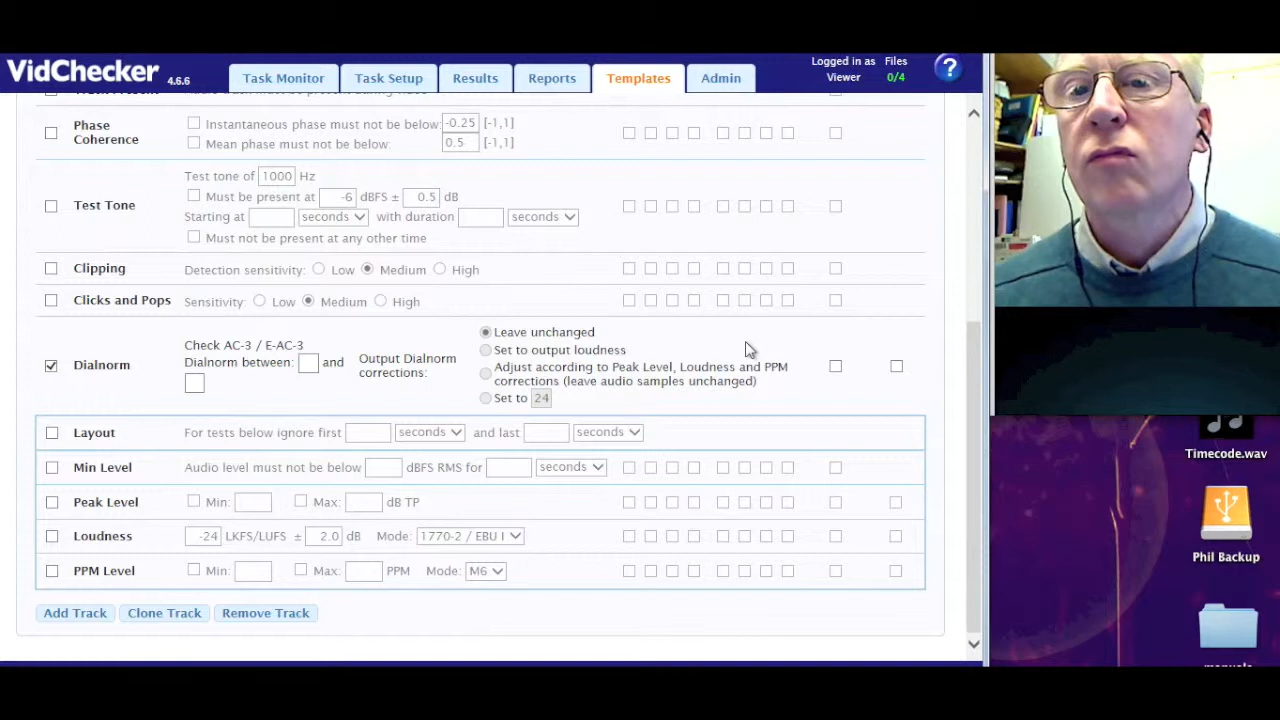 VidChecker 4.6.6
Task Monitor Task Setup Results Reports Templates Admin
Logged in as
Viewer
Files
0/4
?
Phase
Coherence
Instantaneous phase must not be below: -0.25 [-1,1]
Mean phase must not be below: 0.5 [-1,1]
Test Tone
Test tone of 1000 Hz
Must be present at -6 dBFS ± 0.5 dB
Starting at seconds with duration seconds
Must not be present at any other time
Clipping Detection sensitivity: Low Medium High
Clicks and Pops Sensitivity: Low Medium High
Dialnorm
Check AC-3 / E-AC-3
Dialnorm between: and
Output Dialnorm
corrections:
Leave unchanged
Set to output loudness
Adjust according to Peak Level, Loudness and PPM
corrections (leave audio samples unchanged)
Set to 24
Layout For tests below ignore first seconds and last seconds
Min Level Audio level must not be below dBFS RMS for seconds
Peak Level Min: Max: dB TP
Loudness -24 LKFS/LUFS ± 2.0 dB Mode: 1770-2 / EBU
PPM Level Min: Max: PPM Mode: M6
Add Track Clone Track Remove Track
Timecode.wav
Phil Backup